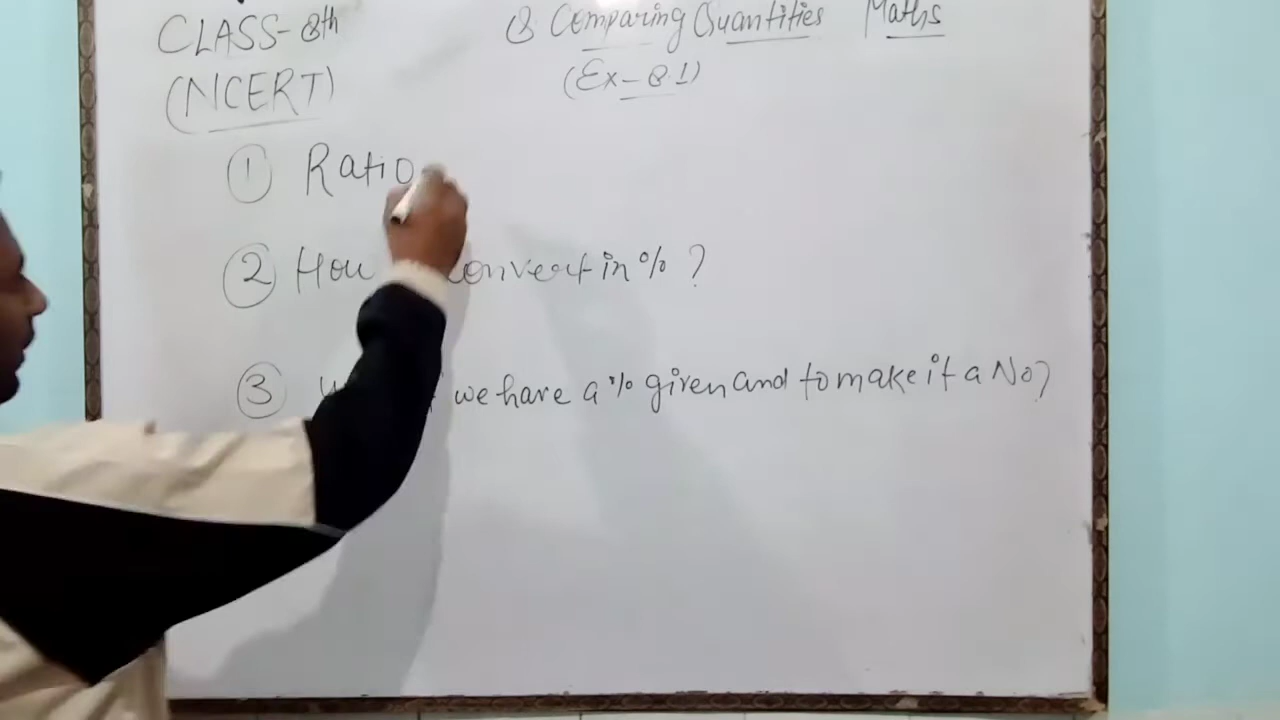 CLASS-8th
8 Comparing Quantities Maths
(NCERT)
(Ex-8.1)
① Ratio
② How convert in % ?
③ we have a % given and to make it a No?